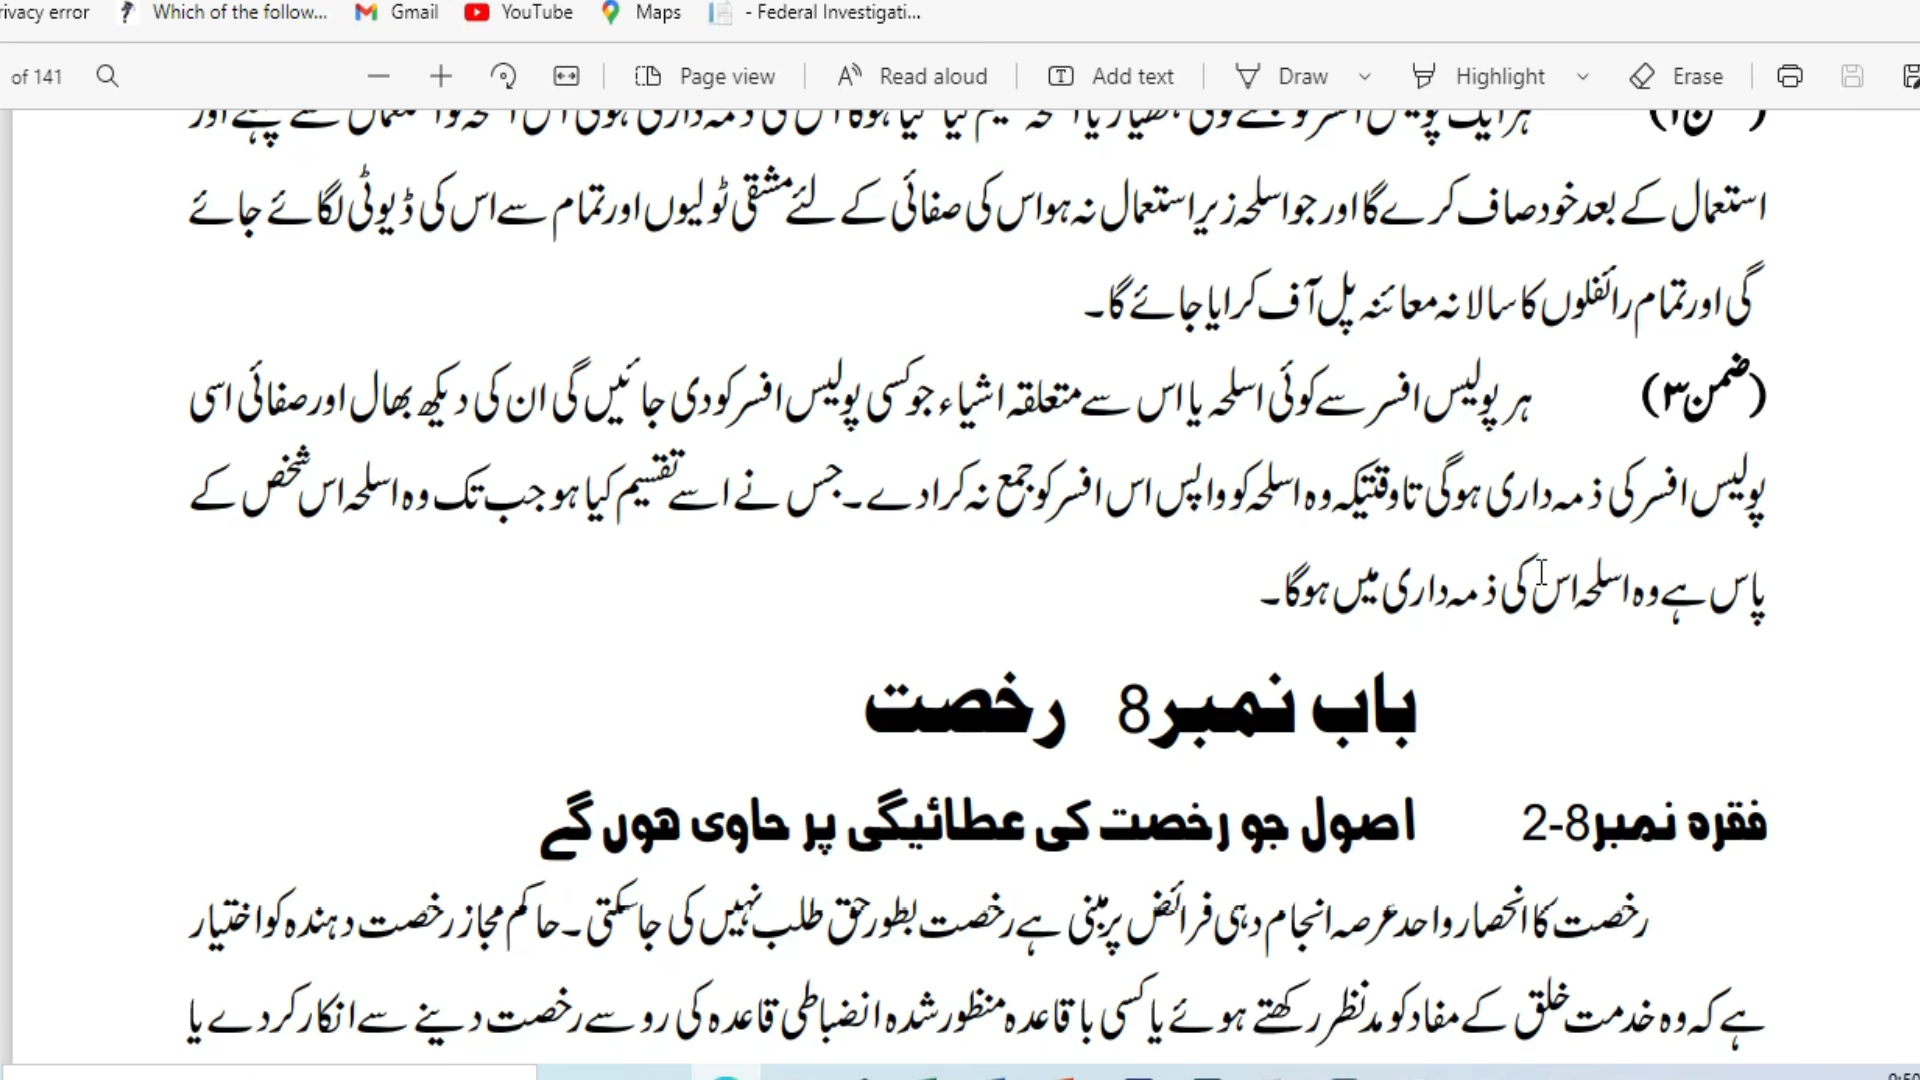 rivacy error Which of the follow... Gmail YouTube Maps - Federal Investigati...
of 141 Page view Read aloud Add text Draw Highlight Erase
استعمال کے بعد خود صاف کرے گا اور جو اسلحہ زیر استعمال نہ ہو اس کی صفائی کے لئے مشقی ٹولیوں اور تمام سے اس کی ڈیوٹی لگائے جائے
گی اور تمام رائفلوں کا سالانہ معائنہ پل آف کرایا جائے گا۔
(ضمن ۳) ہر پولیس افسر سے کوئی اسلحہ یا اس سے متعلقہ اشیاء جو کسی پولیس افسر کو دی جائیں گی ان کی دیکھ بھال اور صفائی اسی
پولیس افسر کی ذمہ داری ہوگی تاوقتیکہ وہ اسلحہ کو واپس اس افسر کو جمع نہ کرا دے۔ جس نے اسے تقسیم کیا ہو جب تک وہ اسلحہ اس شخص کے
پاس ہے وہ اسلحہ اس کی ذمہ داری میں ہوگا۔
باب نمبر8 رخصت
فقرہ نمبر8-2 اصول جو رخصت کی عطائیگی پر حاوی ھوں گے
رخصت کا انحصار واحد عرصہ انجام دہی فرائض پر مبنی ہے رخصت بطور حق طلب نہیں کی جاسکتی۔ حاکم مجاز رخصت دہندہ کو اختیار
ہے کہ وہ خدمت خلق کے مفاد کو مدنظر رکھتے ہوئے یا کسی با قاعدہ منظور شدہ انضباطی قاعدہ کی رو سے رخصت دینے سے انکار کر دے یا